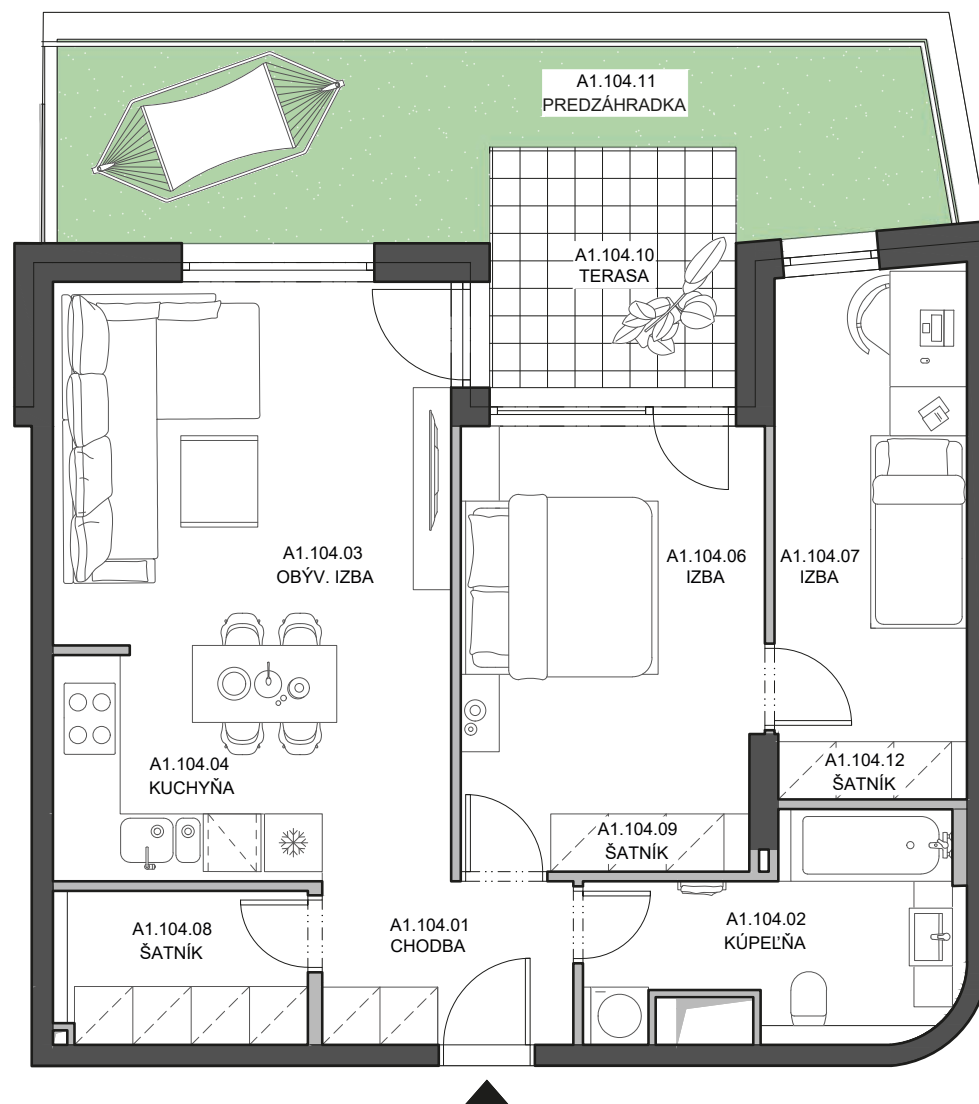 A1.104.11
PREDZÁHRADKA
A1.104.10
TERASA
A1.104.03
OBÝV. IZBA
A1.104.06
IZBA
A1.104.07
IZBA
A1.104.04
KUCHYŇA
A1.104.12
ŠATNÍK
A1.104.09
ŠATNÍK
A1.104.08
ŠATNÍK
A1.104.01
CHODBA
A1.104.02
KÚPEĽŇA